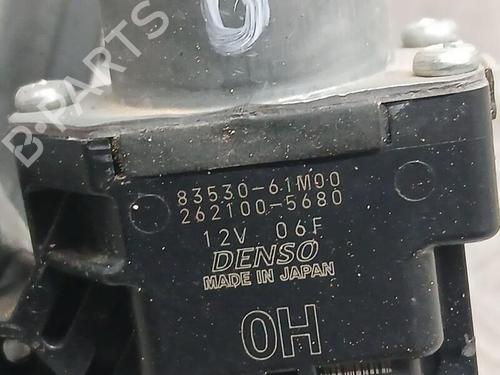 B-PARTS
83530-61M00
262100-5680
12V 06F
DENSO
MADE IN JAPAN
0H